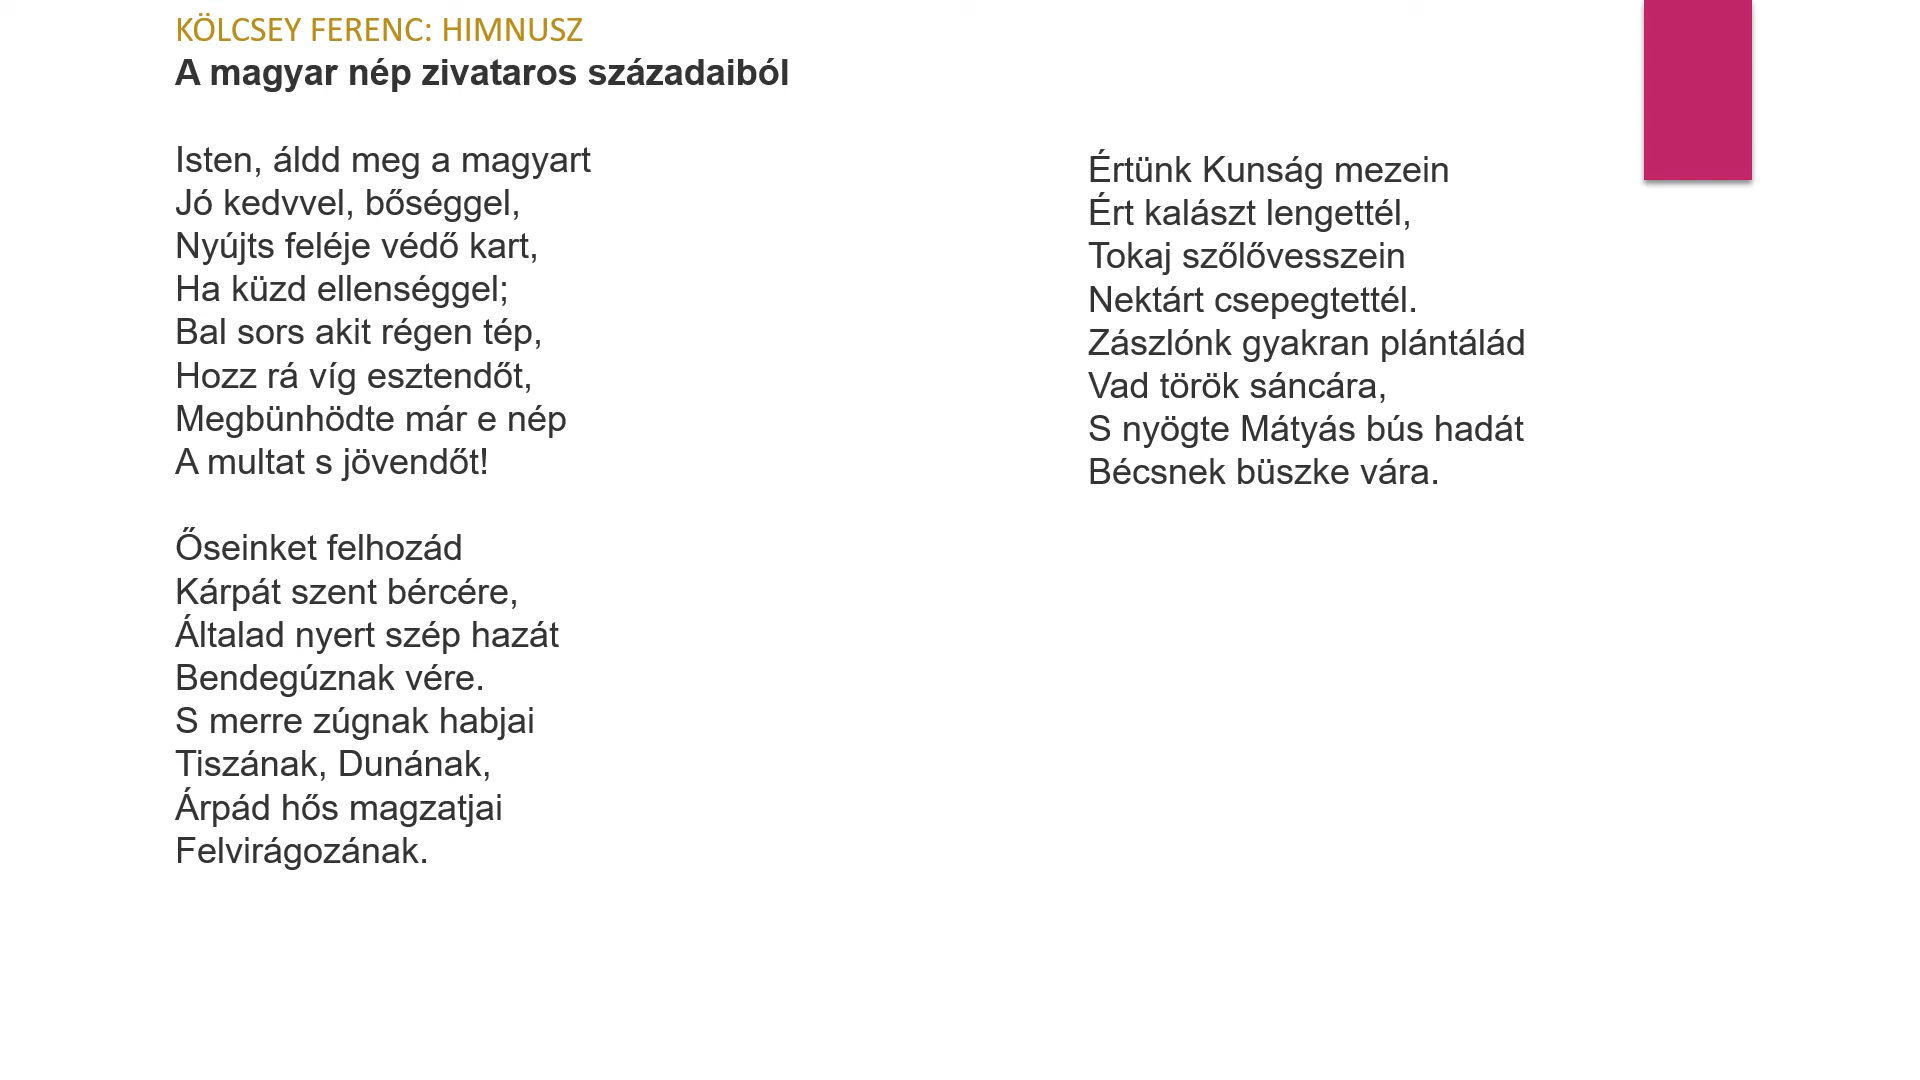 KÖLCSEY FERENC: HIMNUSZ
A magyar nép zivataros századaiból
Isten, áldd meg a magyart
Jó kedvvel, bőséggel,
Nyújts feléje védő kart,
Ha küzd ellenséggel;
Bal sors akit régen tép,
Hozz rá víg esztendőt,
Megbünhödte már e nép
A multat s jövendőt!
Őseinket felhozád
Kárpát szent bércére,
Általad nyert szép hazát
Bendegúznak vére.
S merre zúgnak habjai
Tiszának, Dunának,
Árpád hős magzatjai
Felvirágozának.
Értünk Kunság mezein
Ért kalászt lengettél,
Tokaj szőlővesszein
Nektárt csepegtettél.
Zászlónk gyakran plántálád
Vad török sáncára,
S nyögte Mátyás bús hadát
Bécsnek büszke vára.